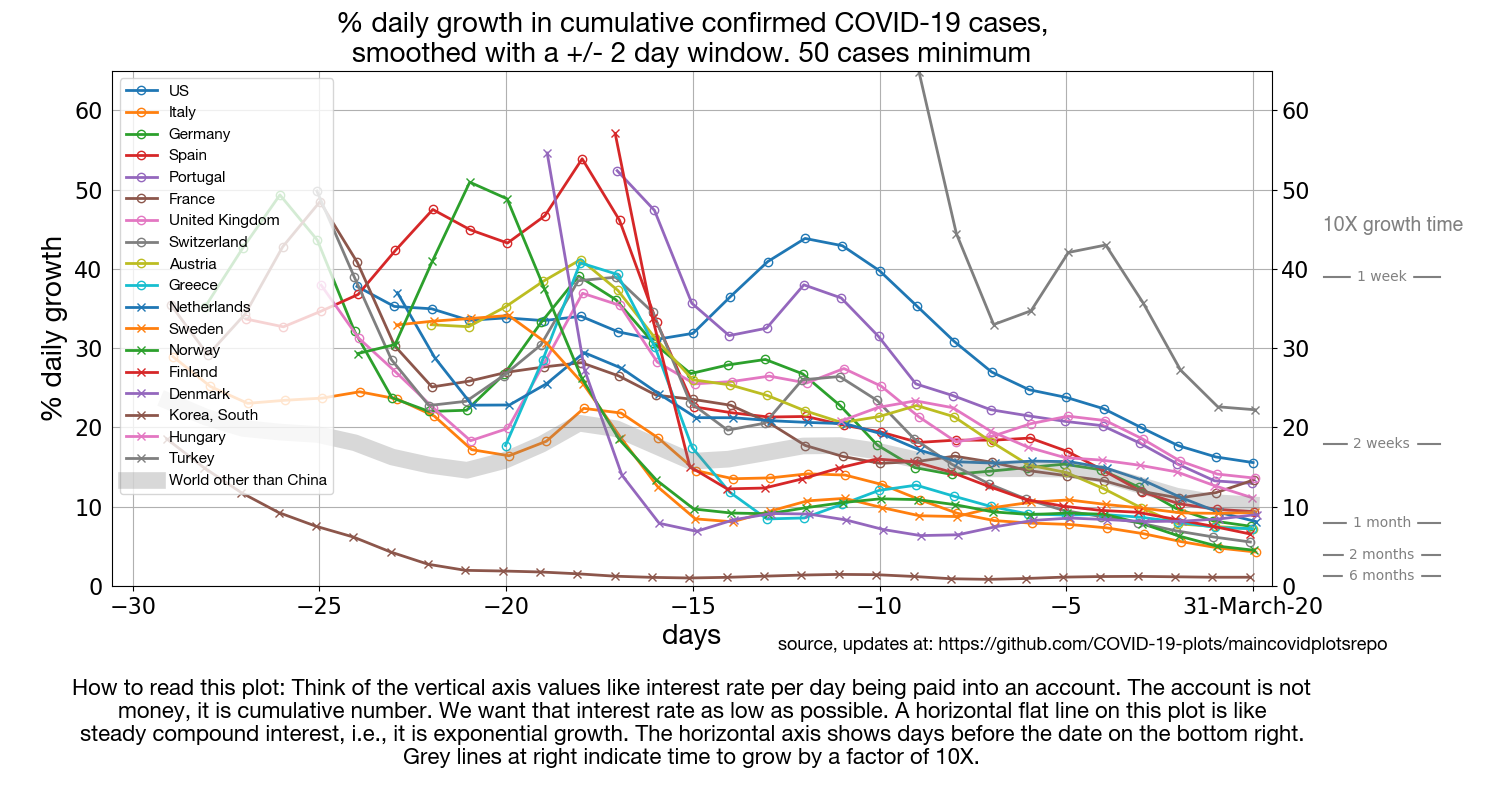 % daily growth in cumulative confirmed COVID-19 cases,
smoothed with a +/- 2 day window. 50 cases minimum
% daily growth
60
50
40
30
20
10
0
US
Italy
Germany
Spain
Portugal
France
United Kingdom
Switzerland
Austria
Greece
Netherlands
Sweden
Norway
Finland
Denmark
Korea, South
Hungary
Turkey
World other than China
60
50
40
30
20
10
0
10X growth time
1 week
2 weeks
1 month
2 months
6 months
−30
−25
−20
−15
−10
−5
31-March-20
days
source, updates at: https://github.com/COVID-19-plots/maincovidplotsrepo
How to read this plot: Think of the vertical axis values like interest rate per day being paid into an account. The account is not
money, it is cumulative number. We want that interest rate as low as possible. A horizontal flat line on this plot is like
steady compound interest, i.e., it is exponential growth. The horizontal axis shows days before the date on the bottom right.
Grey lines at right indicate time to grow by a factor of 10X.